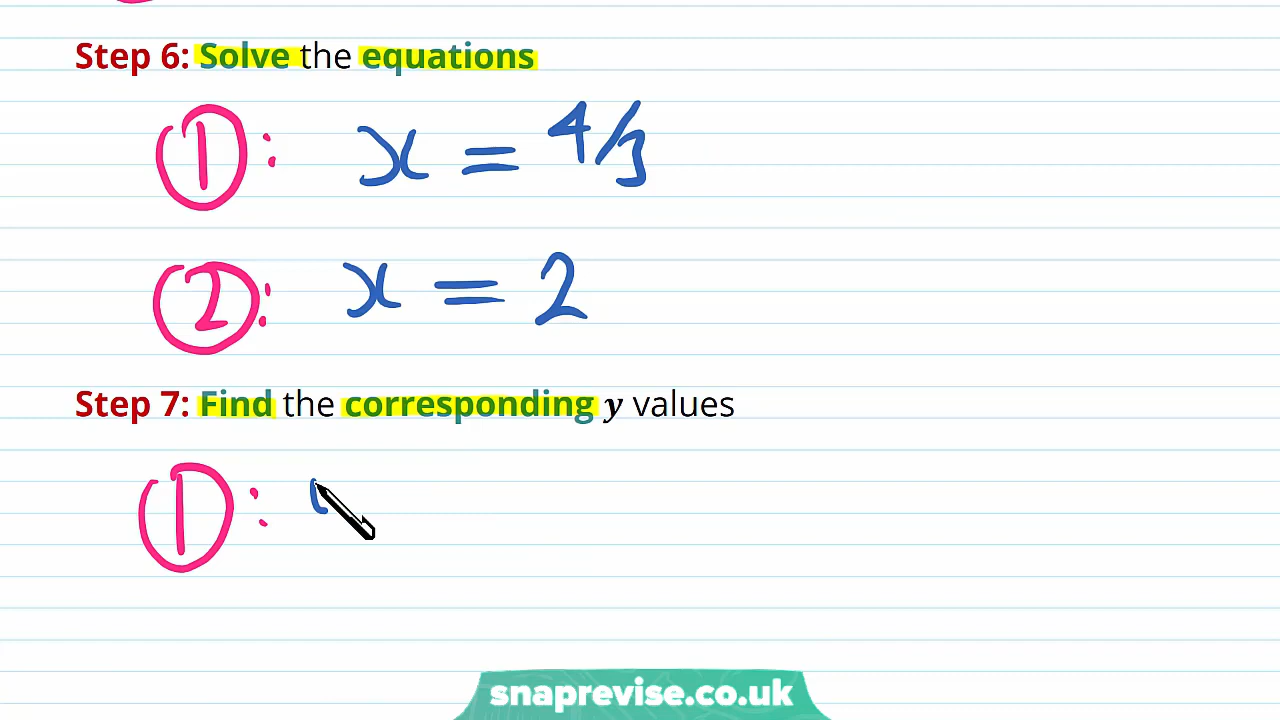 Step 6: Solve the equations
①: x = 4/3
②: x = 2
Step 7: Find the corresponding y values
①:
snaprevise.co.uk